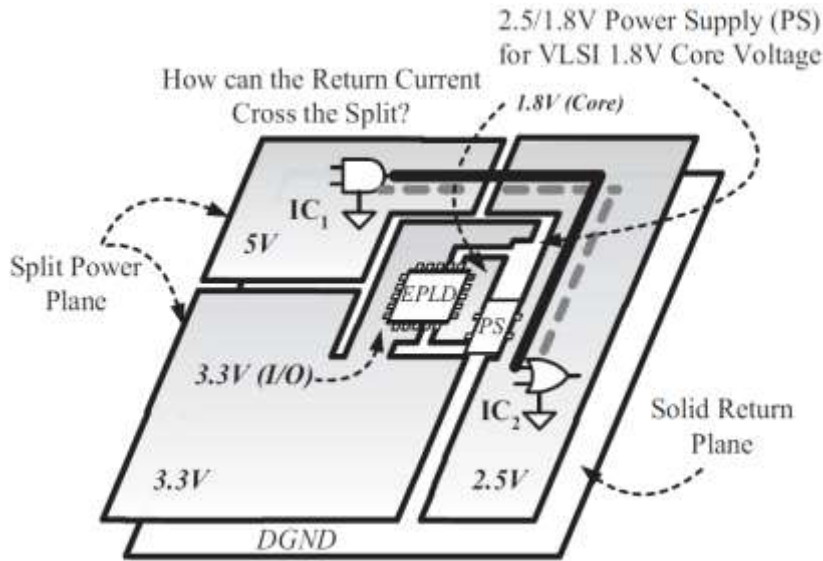 2.5/1.8V Power Supply (PS)
for VLSI 1.8V Core Voltage
How can the Return Current
Cross the Split?
1.8V (Core)
IC1
5V
Split Power
Plane
EPLD
PS
3.3V (I/O)
IC2
Solid Return
Plane
3.3V
2.5V
DGND